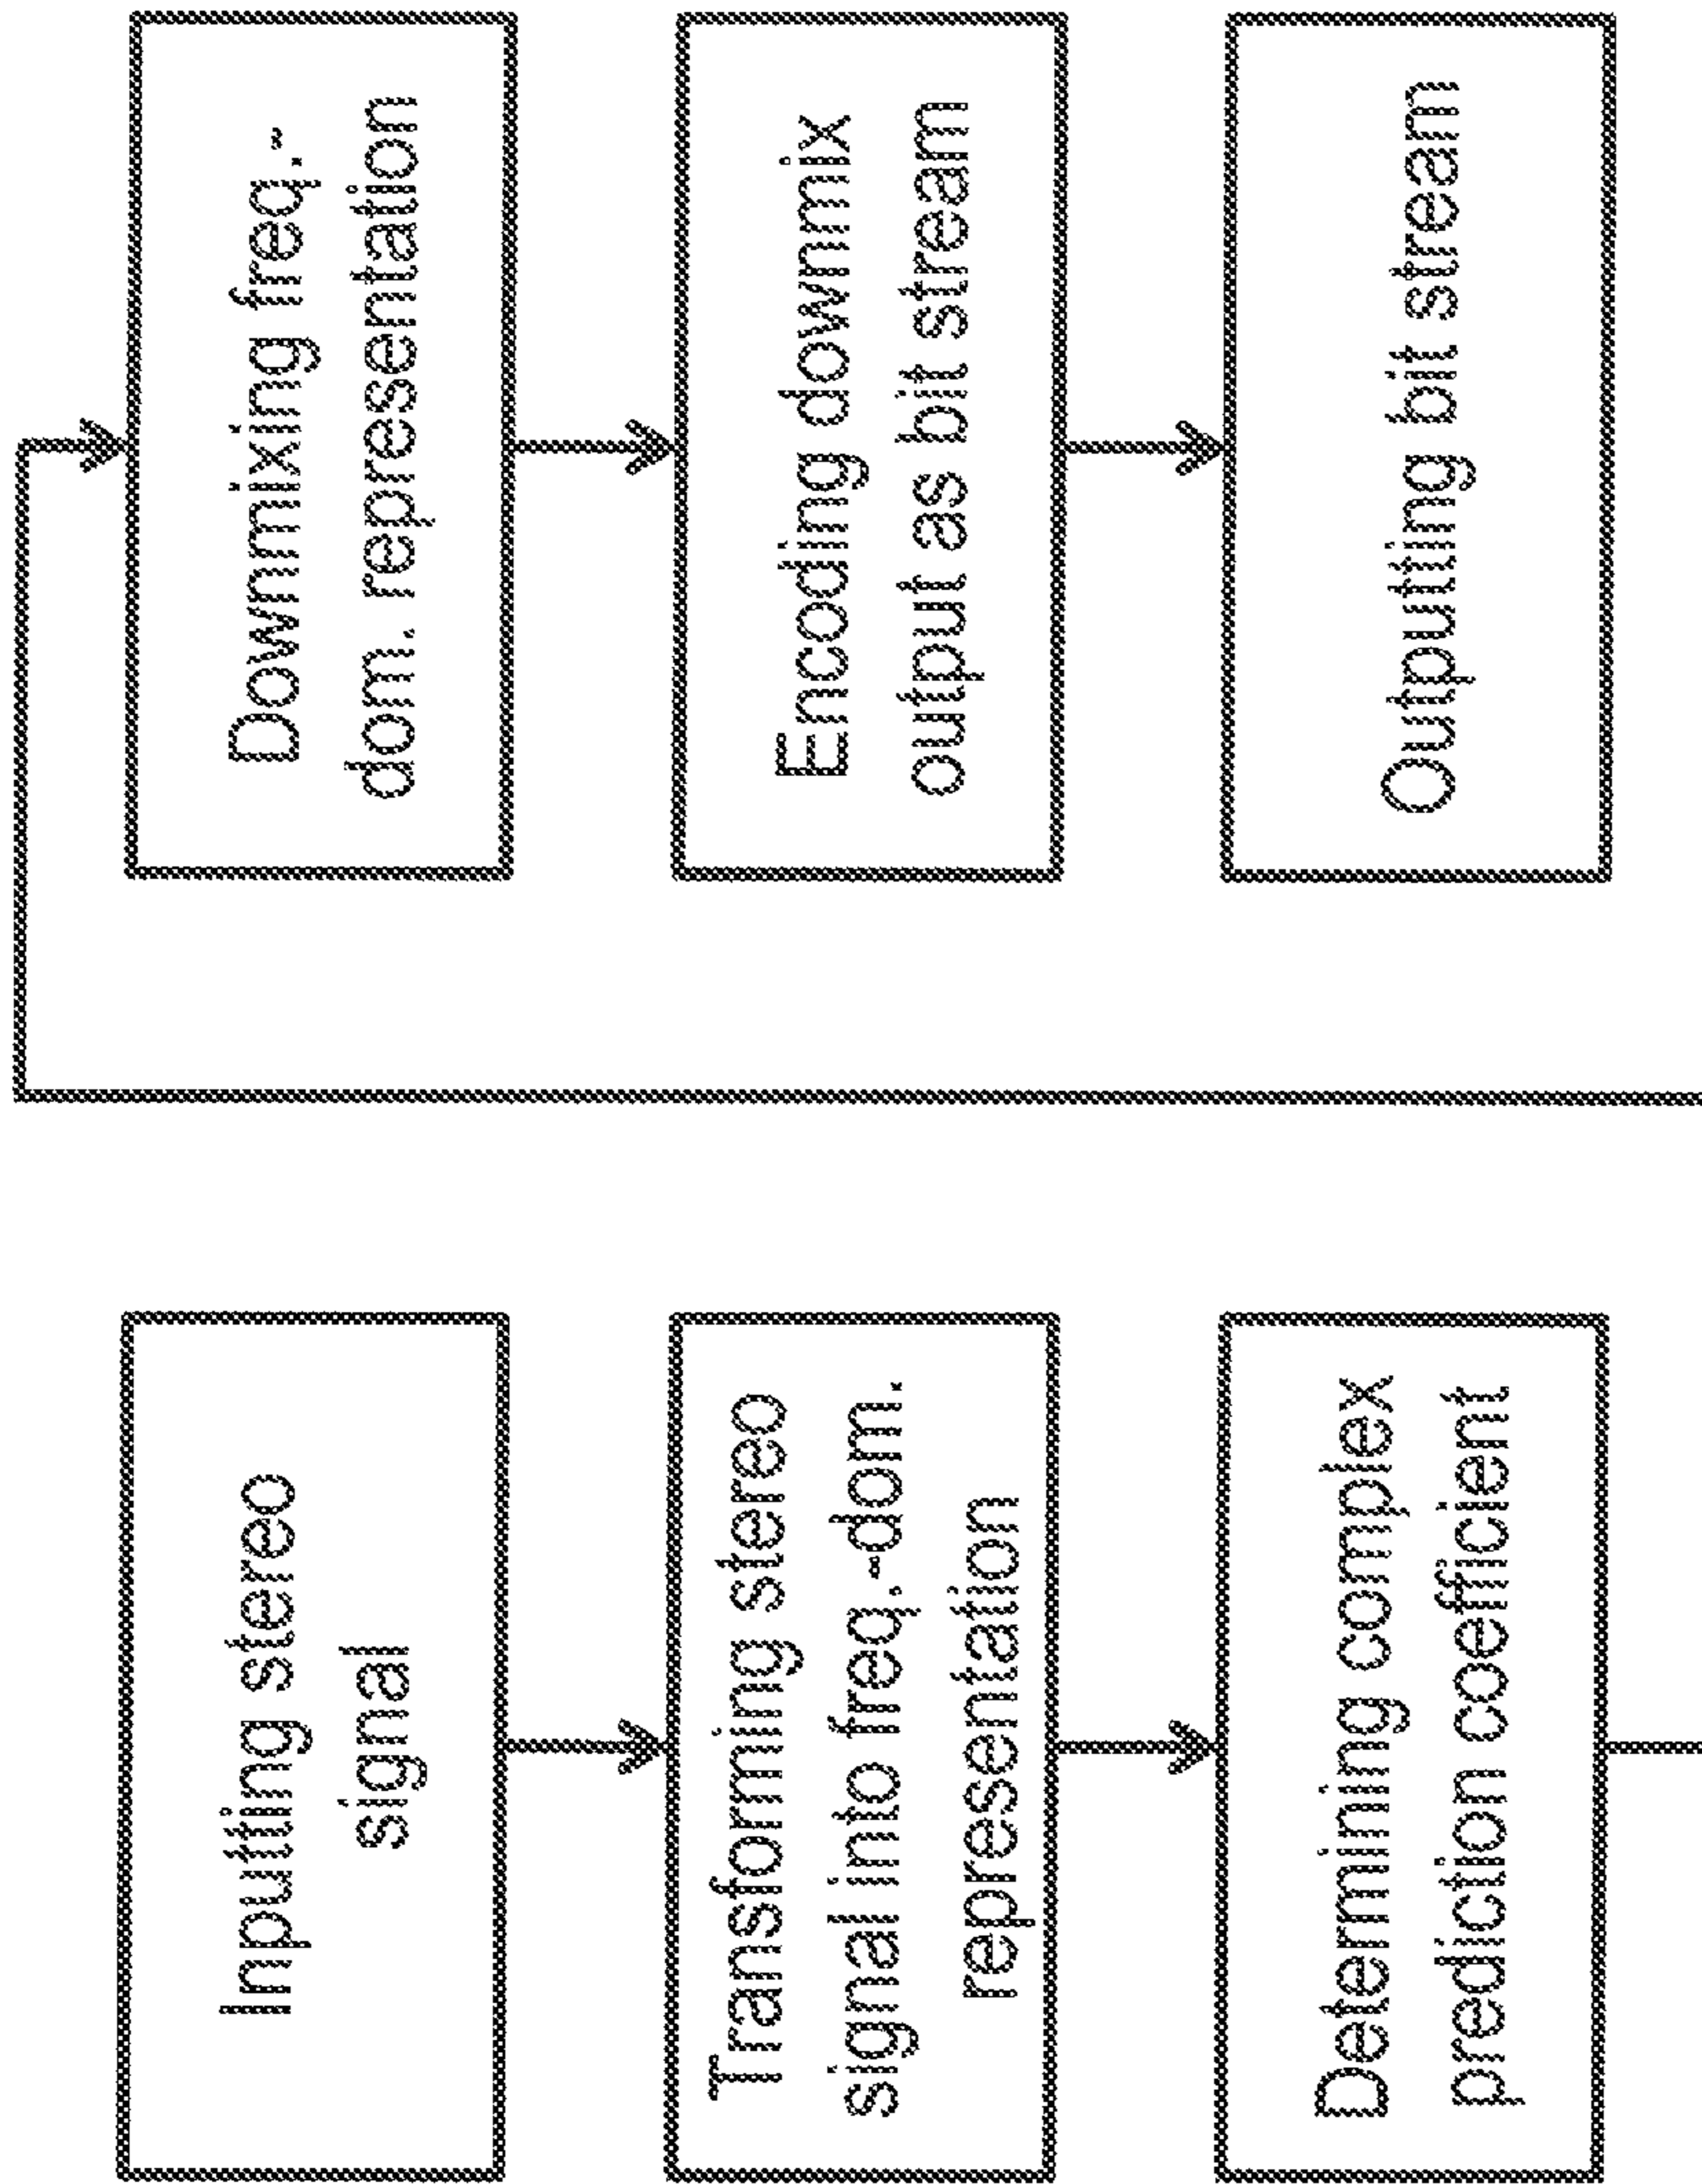 Inputting stereo
signal
Transforming stereo
signal into freq.-dom.
representation
Determining complex
prediction coefficient
Downmixing freq.-
dom. representation
Encoding downmix
output as bit stream
Outputting bit stream